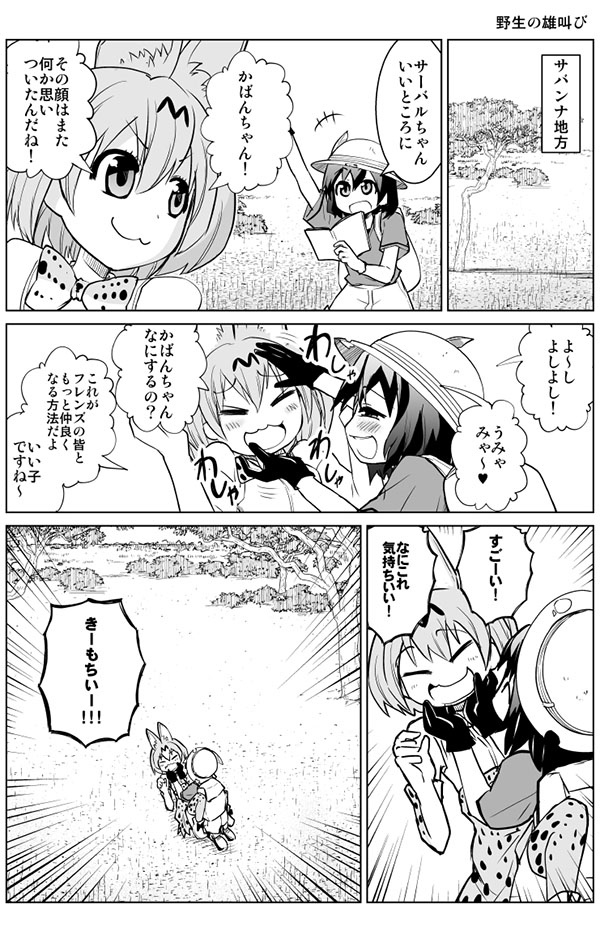 野生の雄叫び
サバンナ地方
サーバルちゃん
いいところに
かばんちゃん！
その顔はまた
何か思い
ついたんだね！
よ～し
よしよし！
うみゃ
みゃ～♥
わしゃ
わしゃ
わしゃ
かばんちゃん
なにするの？
これが
フレンズの皆と
もっと仲良く
なる方法だよ
いい子
ですね～
すごーい！
なにこれ
気持ちいい！
きーもちいー!!!